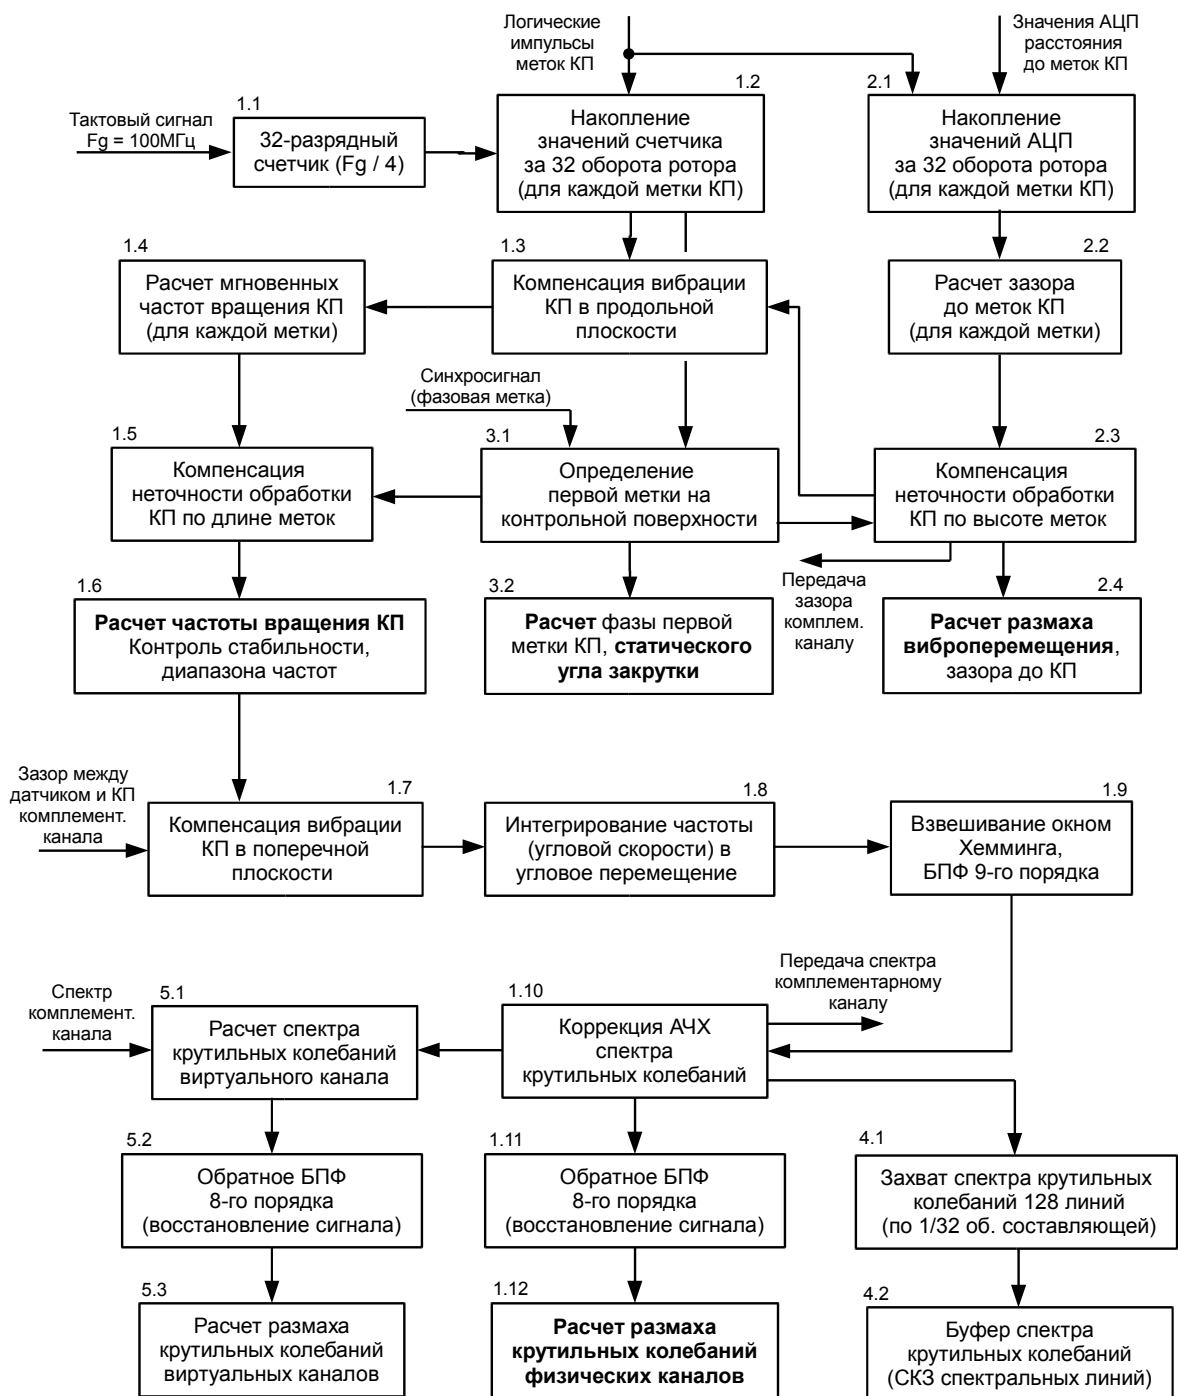 Логические
импульсы
меток КП
Значения АЦП
расстояния
до меток КП
Тактовый сигнал
Fg = 100МГц
1.1
32-разрядный
счетчик (Fg / 4)
1.2
Накопление
значений счетчика
за 32 оборота ротора
(для каждой метки КП)
2.1
Накопление
значений АЦП
за 32 оборота ротора
(для каждой метки КП)
1.4
Расчет мгновенных
частот вращения КП
(для каждой метки)
1.3
Компенсация вибрации
КП в продольной
плоскости
2.2
Расчет зазора
до меток КП
(для каждой метки)
Синхросигнал
(фазовая метка)
1.5
Компенсация
неточности обработки
КП по длине меток
3.1
Определение
первой метки на
контрольной поверхности
2.3
Компенсация
неточности обработки
КП по высоте меток
Передача
зазора
комплем.
каналу
1.6
Расчет частоты вращения КП
Контроль стабильности,
диапазона частот
3.2
Расчет фазы первой
метки КП, статического
угла закрутки
2.4
Расчет размаха
виброперемещения,
зазора до КП
Зазор между
датчиком и КП
комплемент.
канала
1.7
Компенсация вибрации
КП в поперечной
плоскости
1.8
Интегрирование частоты
(угловой скорости) в
угловое перемещение
1.9
Взвешивание окном
Хемминга,
БПФ 9-го порядка
Передача спектра
комплементарному
каналу
Спектр
комплемент.
канала
5.1
Расчет спектра
крутильных колебаний
виртуального канала
1.10
Коррекция АЧХ
спектра
крутильных колебаний
5.2
Обратное БПФ
8-го порядка
(восстановление сигнала)
1.11
Обратное БПФ
8-го порядка
(восстановление сигнала)
4.1
Захват спектра крутильных
колебаний 128 линий
(по 1/32 об. составляющей)
5.3
Расчет размаха
крутильных колебаний
виртуальных каналов
1.12
Расчет размаха
крутильных колебаний
физических каналов
4.2
Буфер спектра
крутильных колебаний
(СКЗ спектральных линий)